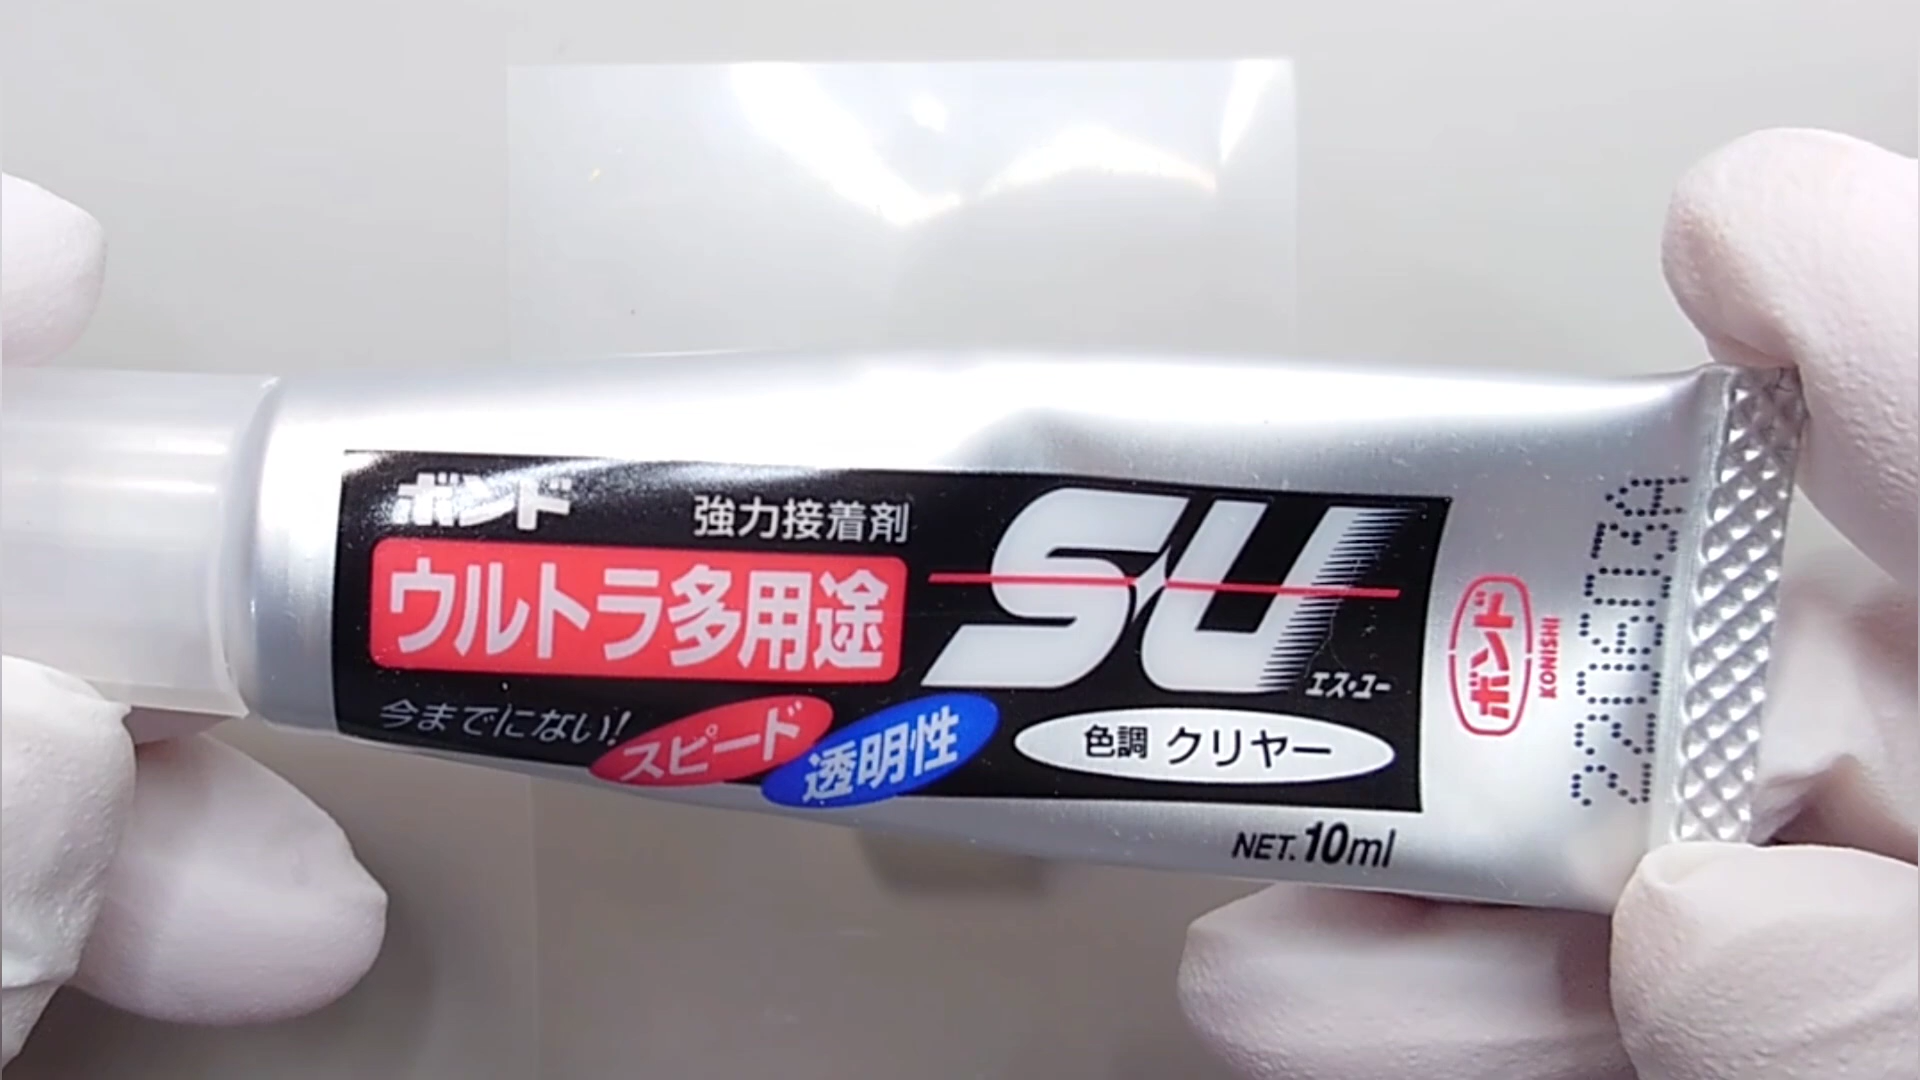 ボンド 強力接着剤
ウルトラ多用途
SU
エス・ユー
今までにない!
スピード
透明性
色調 クリヤー
NET.10ml
ボンド
KONISHI
220603A